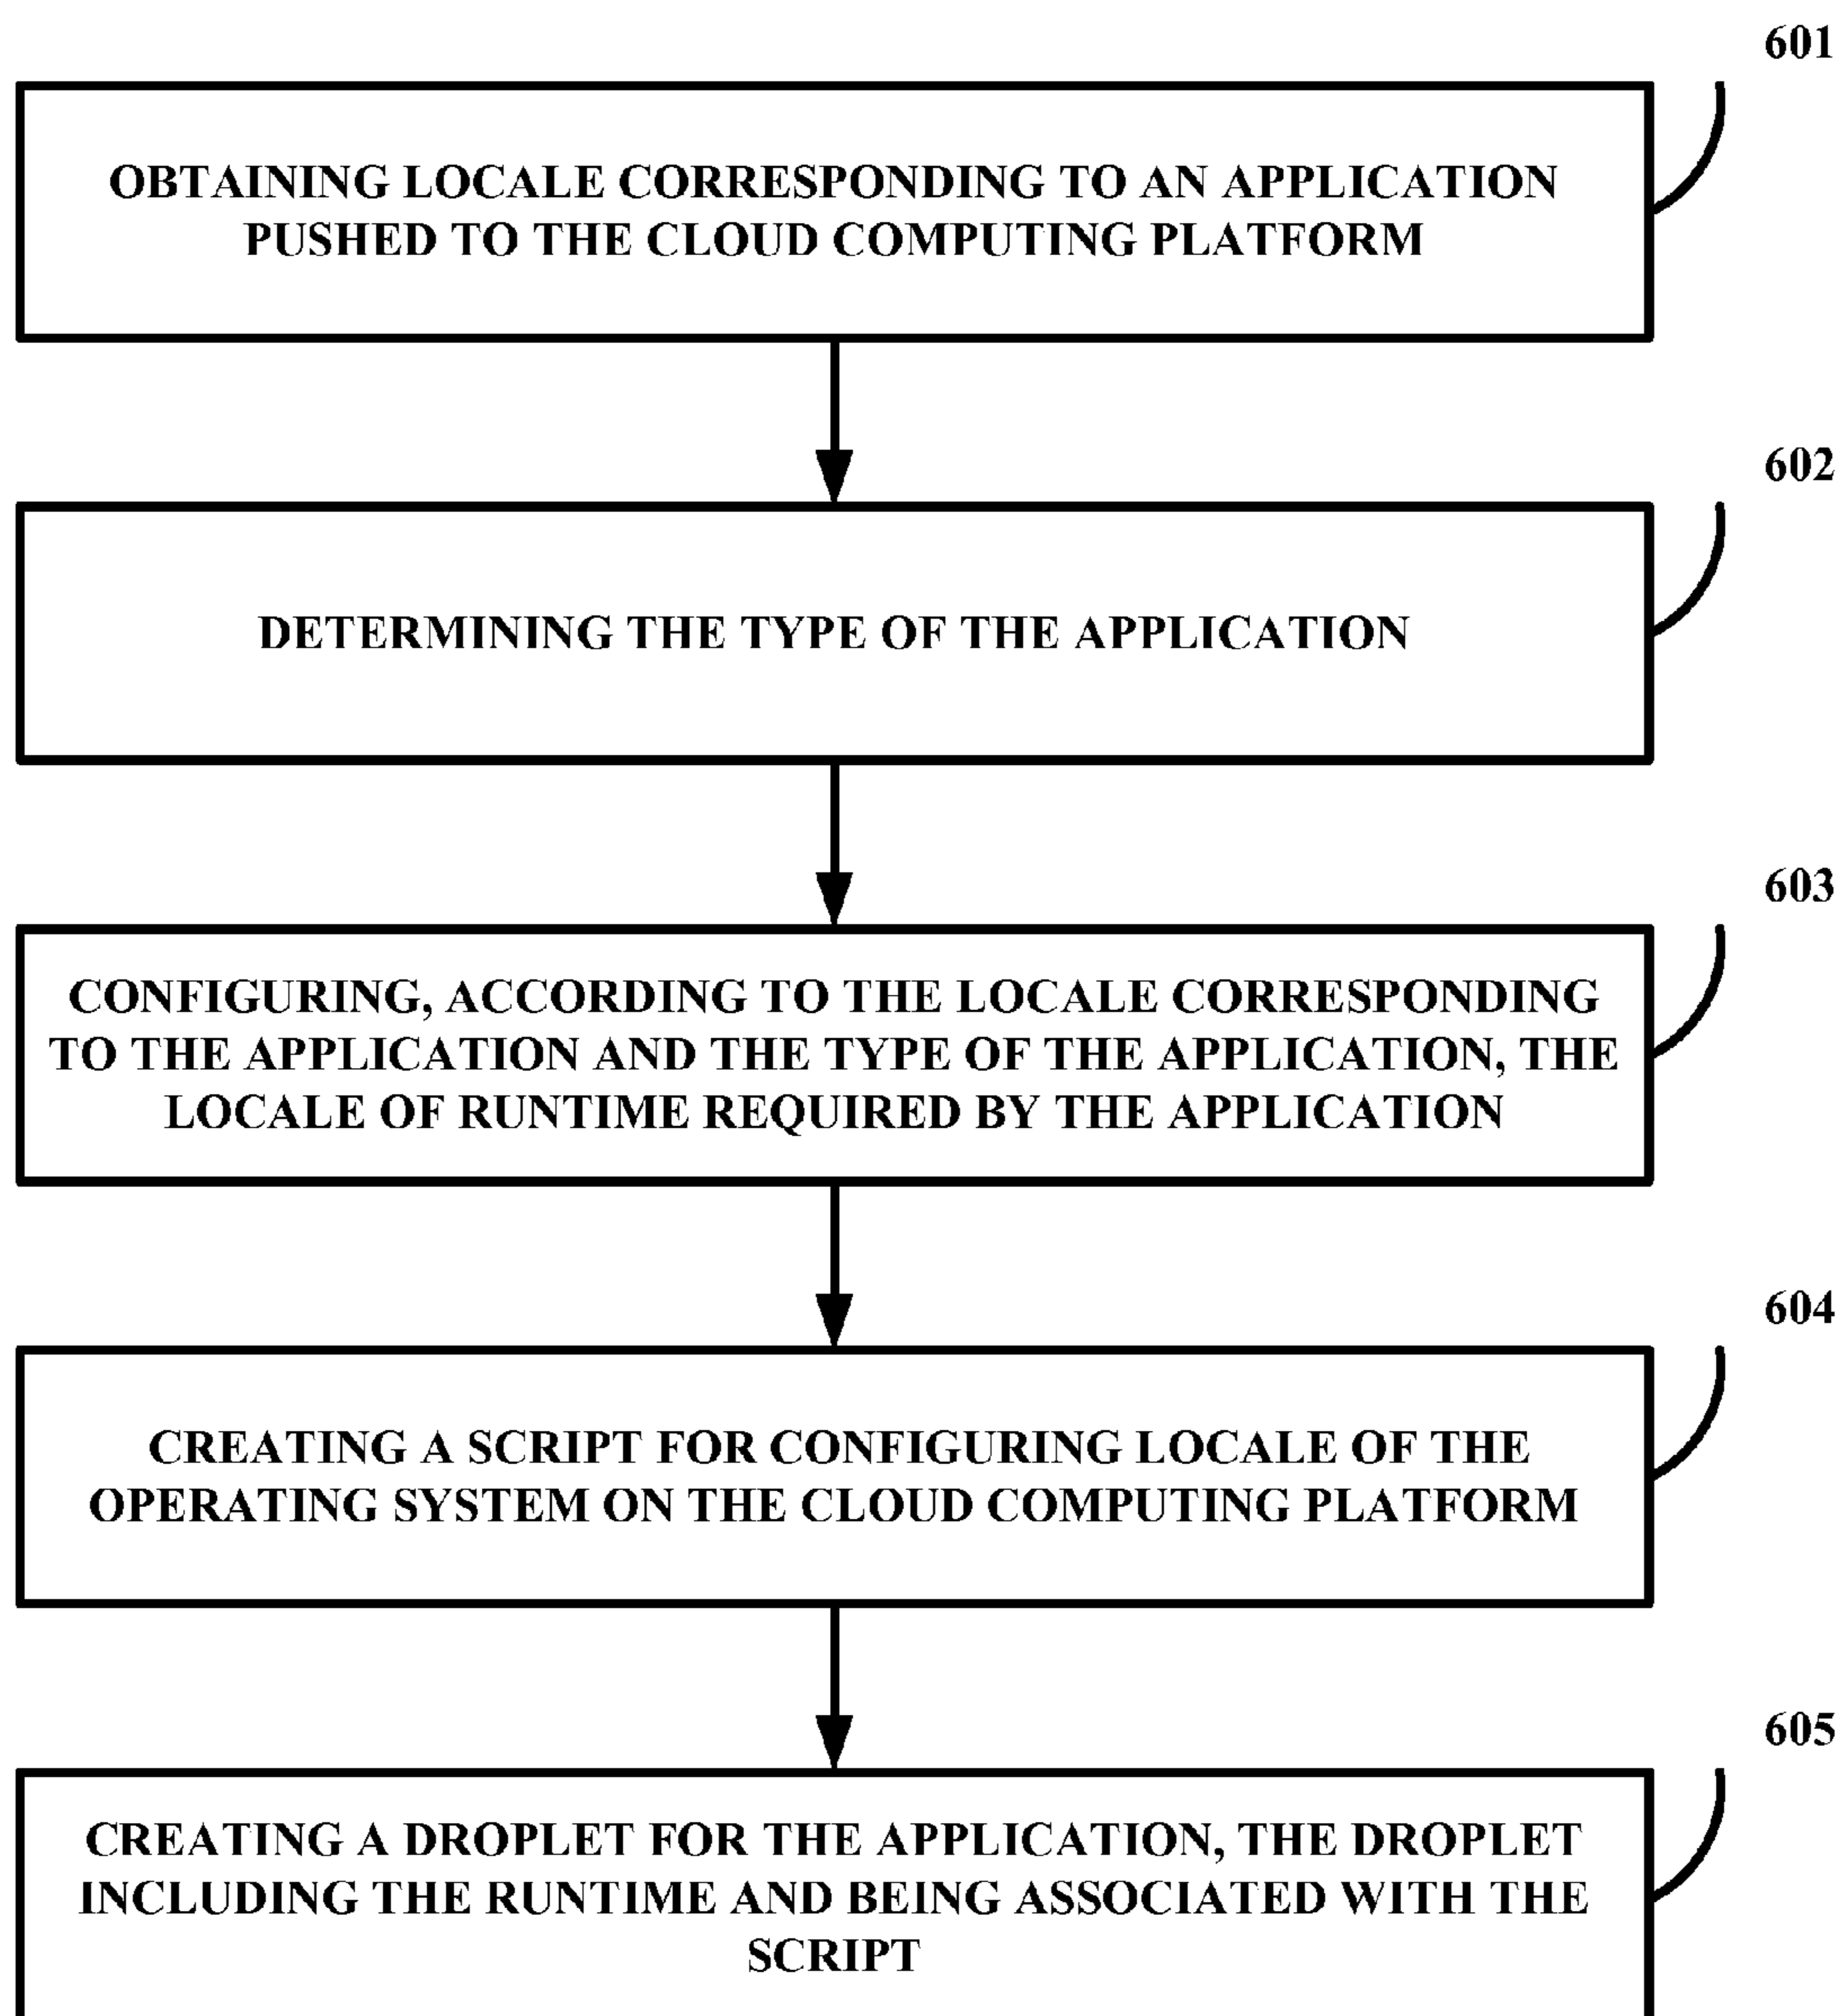 601
OBTAINING LOCALE CORRESPONDING TO AN APPLICATION
PUSHED TO THE CLOUD COMPUTING PLATFORM
602
DETERMINING THE TYPE OF THE APPLICATION
603
CONFIGURING, ACCORDING TO THE LOCALE CORRESPONDING
TO THE APPLICATION AND THE TYPE OF THE APPLICATION, THE
LOCALE OF RUNTIME REQUIRED BY THE APPLICATION
604
CREATING A SCRIPT FOR CONFIGURING LOCALE OF THE
OPERATING SYSTEM ON THE CLOUD COMPUTING PLATFORM
605
CREATING A DROPLET FOR THE APPLICATION, THE DROPLET
INCLUDING THE RUNTIME AND BEING ASSOCIATED WITH THE
SCRIPT